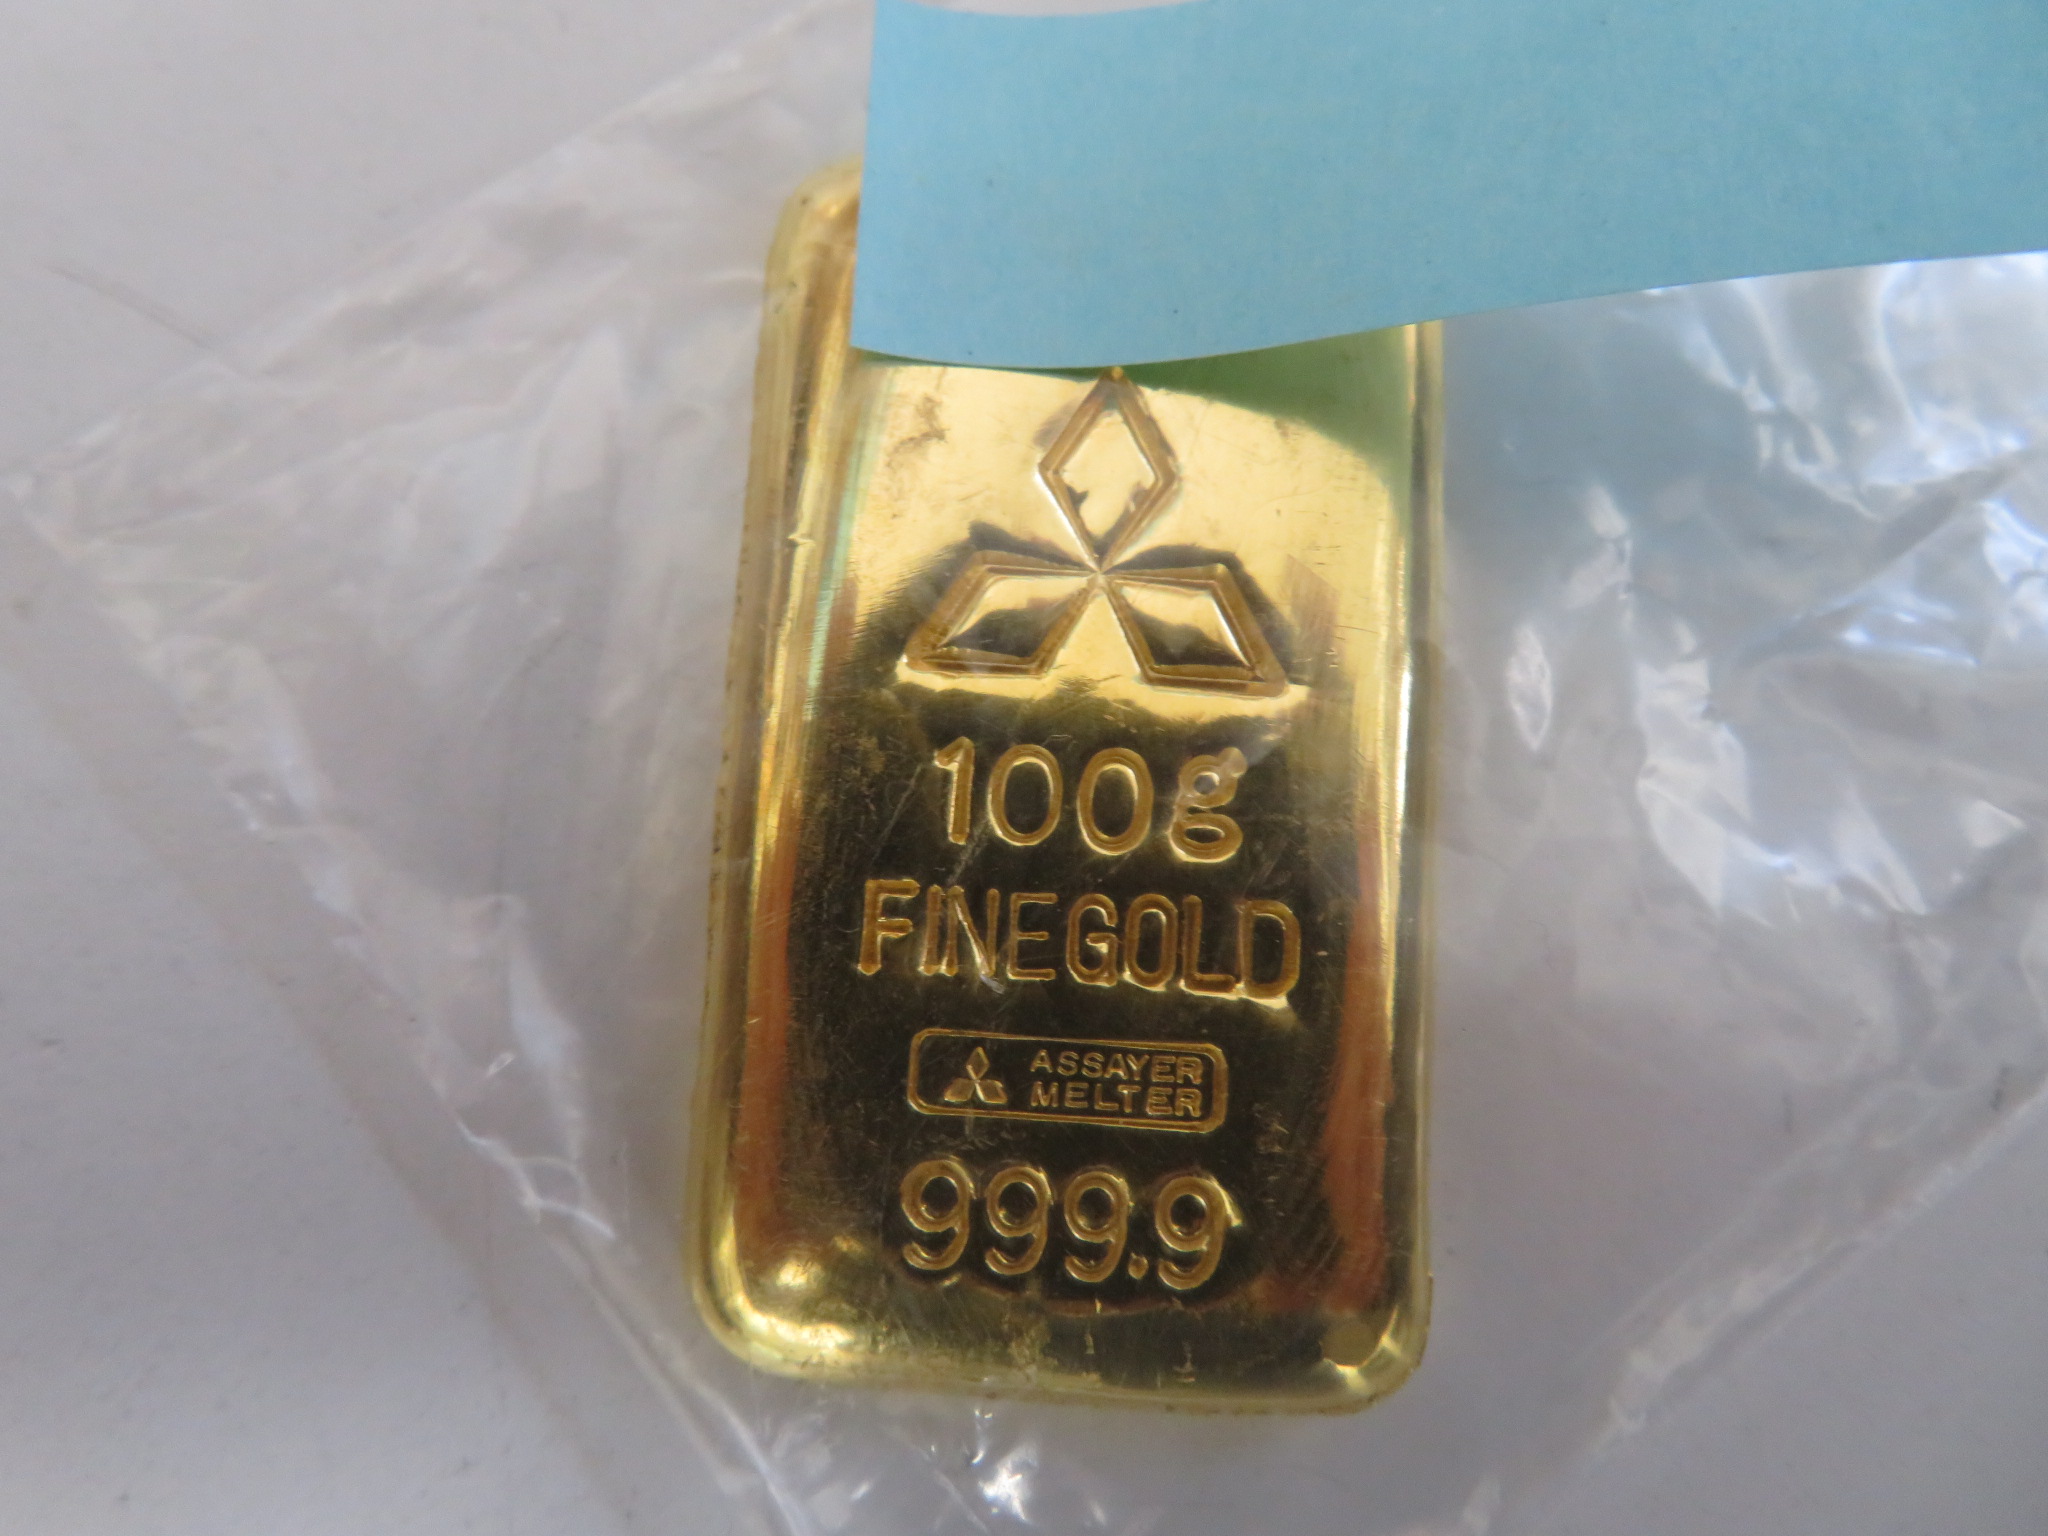 100g
FINE GOLD
ASSAYER
MELTER
999.9